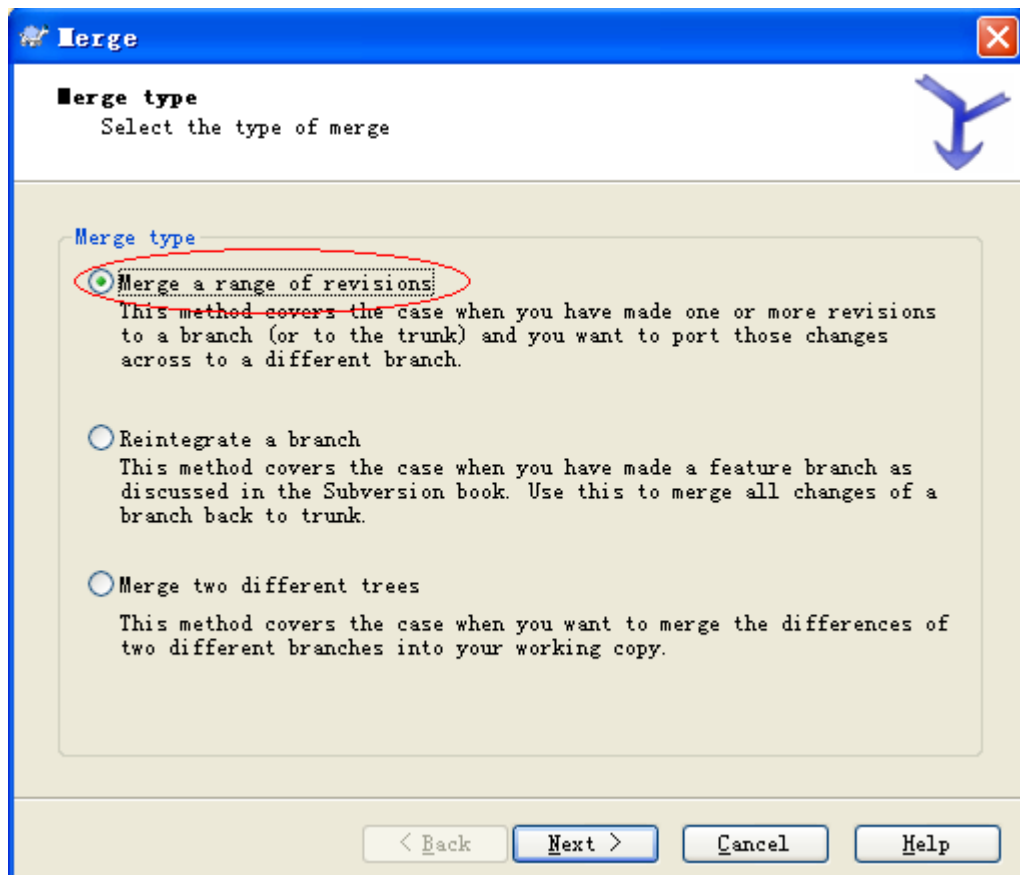 Merge
Merge type
Select the type of merge
Merge type
Merge a range of revisions
This method covers the case when you have made one or more revisions
to a branch (or to the trunk) and you want to port those changes
across to a different branch.
Reintegrate a branch
This method covers the case when you have made a feature branch as
discussed in the Subversion book. Use this to merge all changes of a
branch back to trunk.
Merge two different trees
This method covers the case when you want to merge the differences of
two different branches into your working copy.
< Back Next > Cancel Help